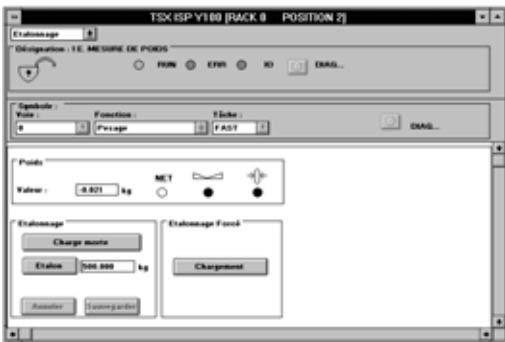 TSX ISP Y100 [RACK 0 POSITION 2]
Etalonnage
Désignation : 1 E. MESURE DE POIDS
RUN ERR IO DIAG...
Symbole :
Voie : Fonction : Tâche :
0 Pesage FAST DIAG...
Poids
NET
Valeur : -0.021 kg
Etalonnage Etalonnage Forcé
Charge morte
Etalon 500.000 kg Chargement
Annuler Sauvegarder